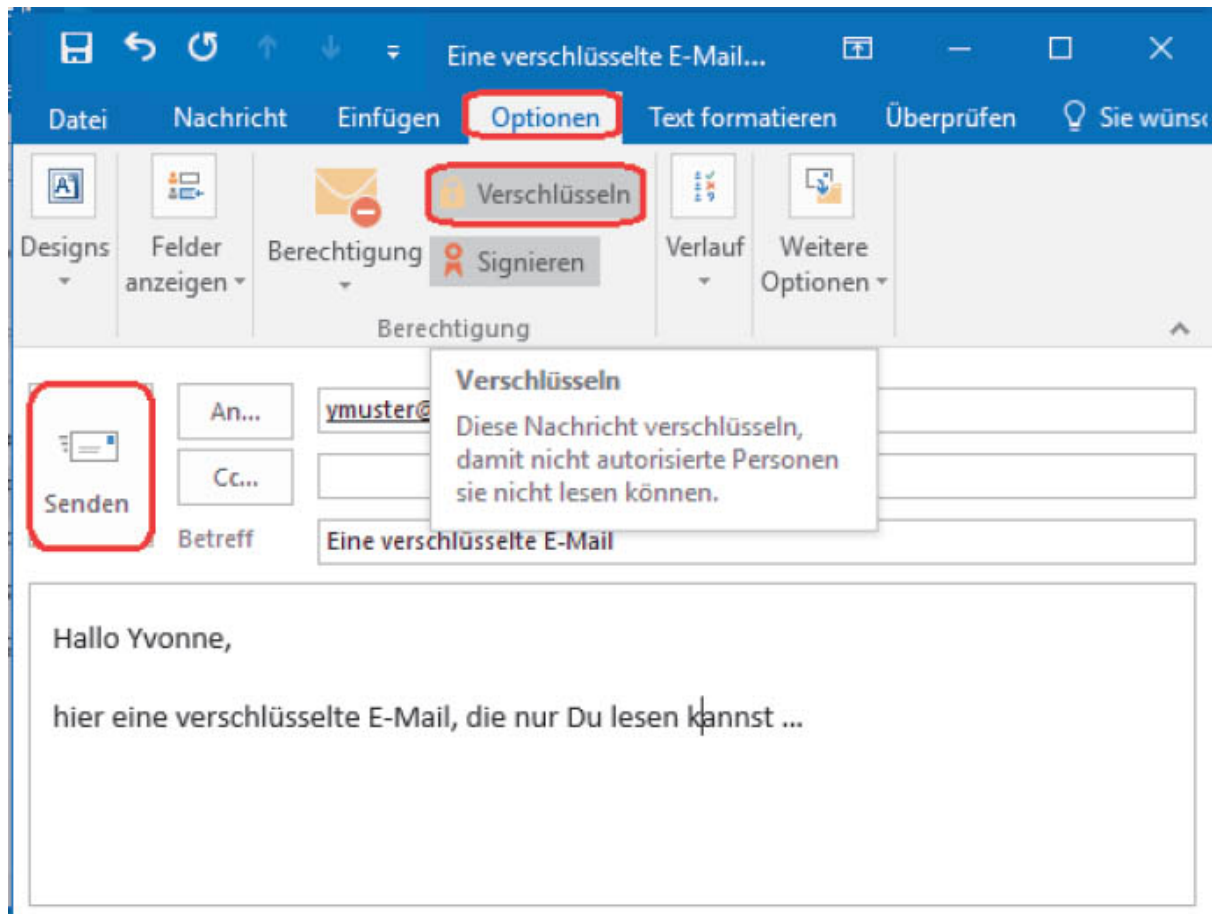 Eine verschlüsselte E-Mail...
Datei Nachricht Einfügen Optionen Text formatieren Überprüfen Sie wüns
Verschlüsseln
Signieren
Designs Felder anzeigen Berechtigung Verlauf Weitere Optionen
Berechtigung
Verschlüsseln
Diese Nachricht verschlüsseln,
damit nicht autorisierte Personen
sie nicht lesen können.
Senden
An... ymuster@
Cc...
Betreff Eine verschlüsselte E-Mail
Hallo Yvonne,
hier eine verschlüsselte E-Mail, die nur Du lesen kannst ...